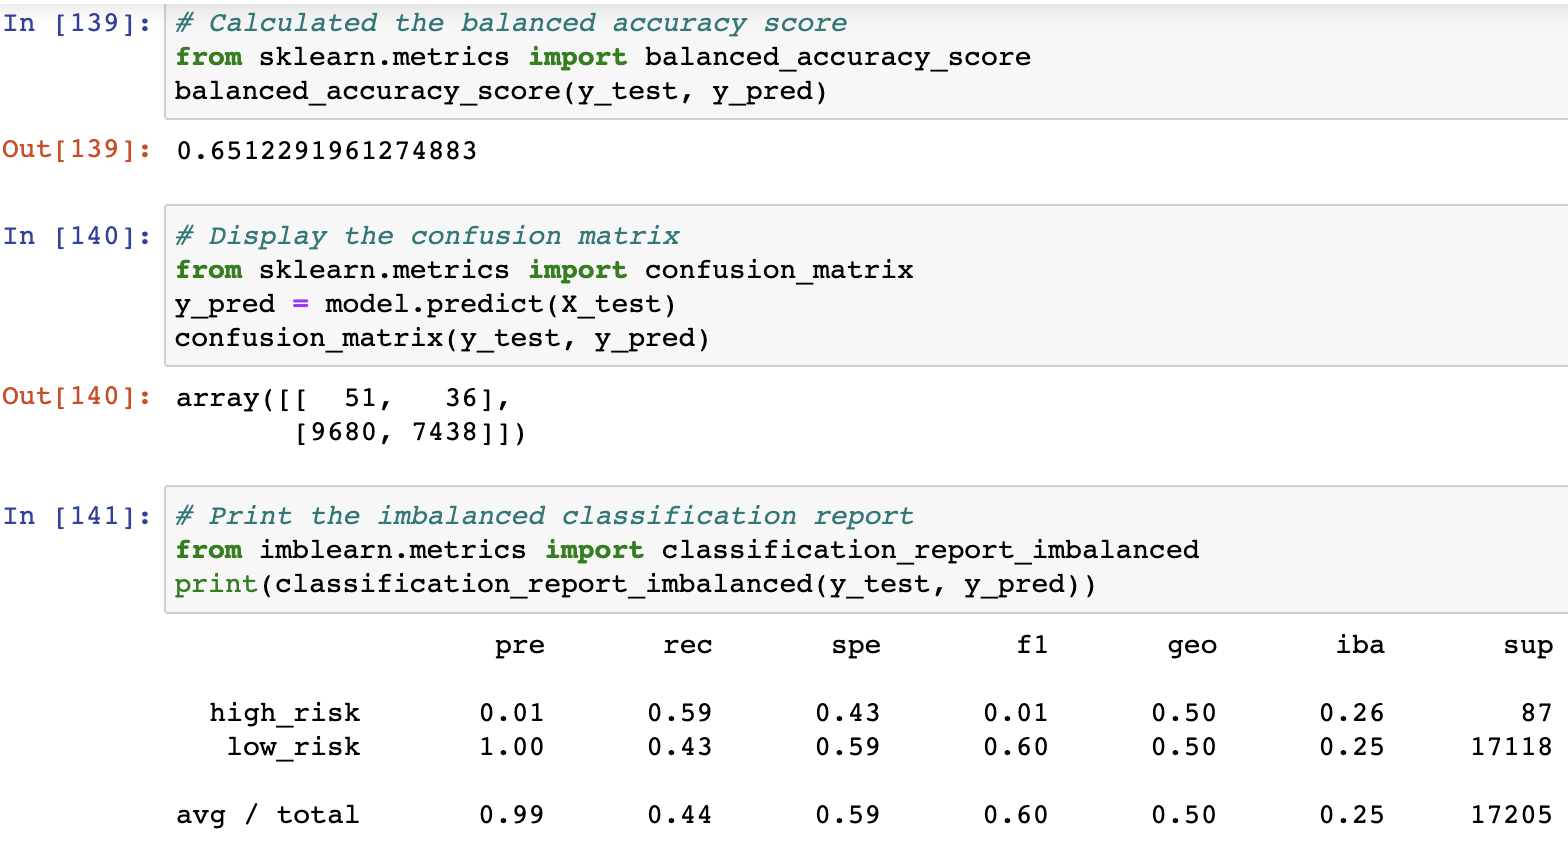 In [139]: # Calculated the balanced accuracy score
from sklearn.metrics import balanced_accuracy_score
balanced_accuracy_score(y_test, y_pred)
Out[139]: 0.6512291961274883
In [140]: # Display the confusion matrix
from sklearn.metrics import confusion_matrix
y_pred = model.predict(X_test)
confusion_matrix(y_test, y_pred)
Out[140]: array([[  51,   36],
       [9680, 7438]])
In [141]: # Print the imbalanced classification report
from imblearn.metrics import classification_report_imbalanced
print(classification_report_imbalanced(y_test, y_pred))
pre rec spe f1 geo iba sup
high_risk 0.01 0.59 0.43 0.01 0.50 0.26 87
low_risk 1.00 0.43 0.59 0.60 0.50 0.25 17118
avg / total 0.99 0.44 0.59 0.60 0.50 0.25 17205